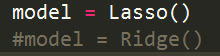 model = Lasso()
#model = Ridge()